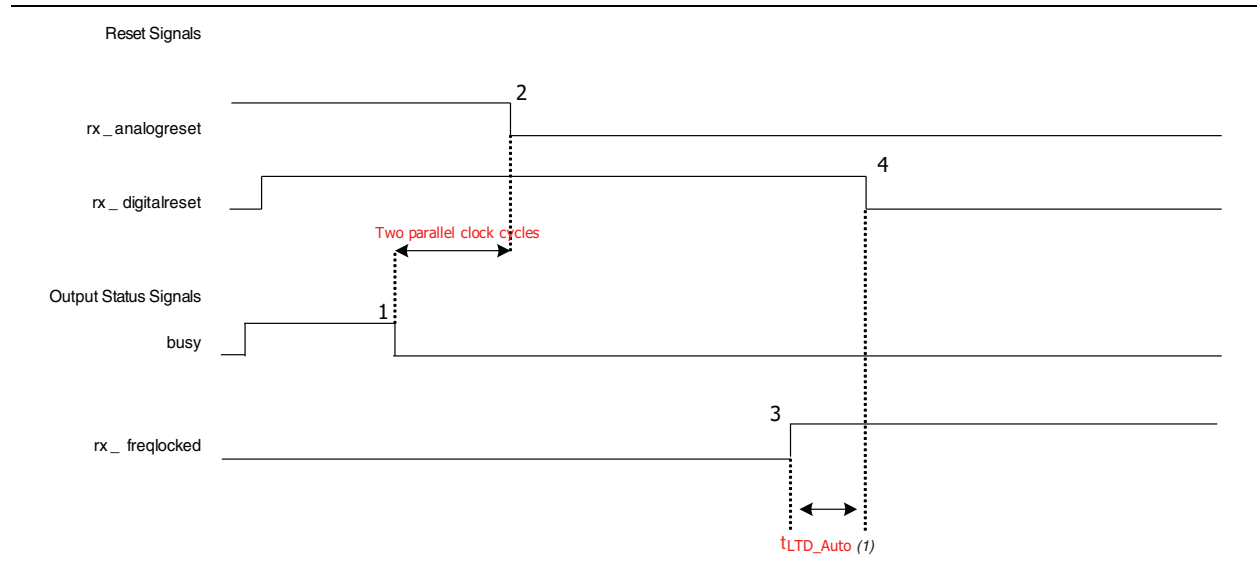 Reset Signals
2
rx _ analogreset
4
rx _ digitalreset
Two parallel clock cycles
Output Status Signals
1
busy
3
rx _ freqlocked
tLTD_Auto (1)